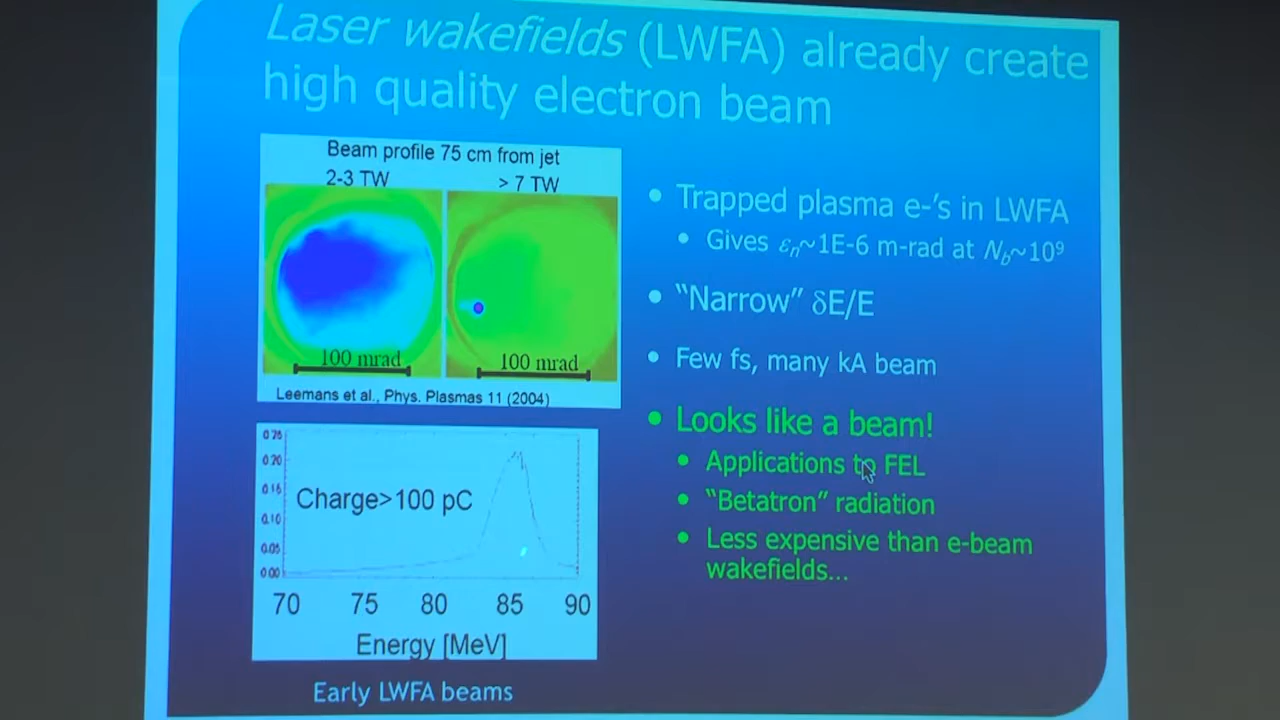 Laser wakefields (LWFA) already create
high quality electron beam
Beam profile 75 cm from jet
2-3 TW > 7 TW
100 mrad 100 mrad
Leemans et al., Phys. Plasmas 11 (2004)
0.25
0.20
0.15
0.10
0.05
0.00
Charge>100 pC
70 75 80 85 90
Energy [MeV]
Early LWFA beams
• Trapped plasma e-'s in LWFA
• Gives εn~1E-6 m-rad at Nb~10⁹
• "Narrow" δE/E
• Few fs, many kA beam
• Looks like a beam!
• Applications to FEL
• "Betatron" radiation
• Less expensive than e-beam
wakefields...